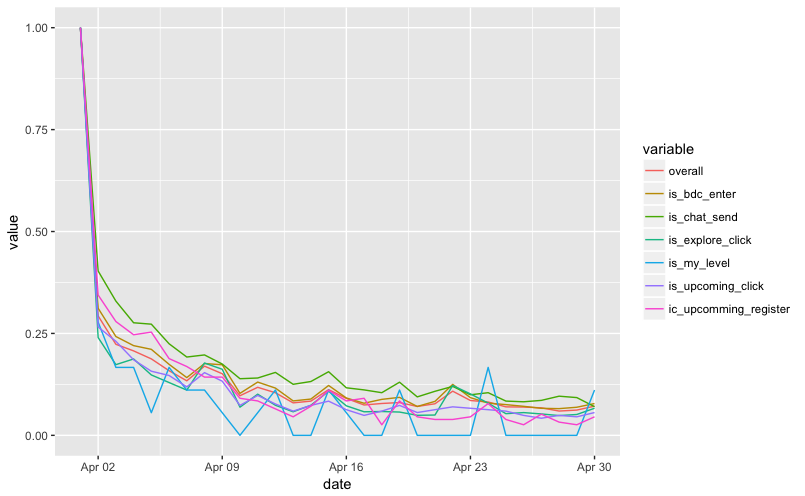 1.00
0.75
0.50
0.25
0.00
value
Apr 02
Apr 09
Apr 16
Apr 23
Apr 30
date
variable
overall
is_bdc_enter
is_chat_send
is_explore_click
is_my_level
is_upcoming_click
ic_upcomming_register